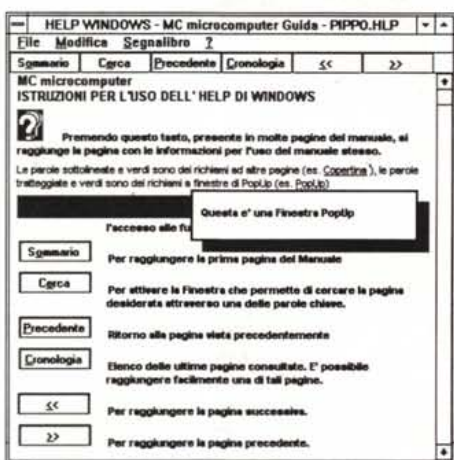 HELP WINDOWS - MC microcomputer Guida - PIPPO.HLP
File Modifica Segnalibro ?
Sommario Cerca Precedente Cronologia << >>
MC microcomputer
ISTRUZIONI PER L'USO DELL' HELP DI WINDOWS
? Premendo questo tasto, presente in molte pagine del manuale, si
raggiunge la pagina con le informazioni per l'uso del manuale stesso.
Le parole sottolineate e verdi sono dei richiami ad altre pagine (es. Copertina ), le parole
tratteggiate e verdi sono dei richiami a finestre di PopUp (es. PopUp)
Questa e' una Finestra PopUp
l'accesso alle fu
Sommario Per raggiungere la prima pagina del Manuale
Cerca Per attivare la Finestra che permette di cercare la pagina
desiderata attraverso una delle parole chiave.
Precedente Ritorno alla pagina vista precedentemente
Cronologia Elenco delle ultime pagine consultate. E' possibile
raggiungere facilmente una di tali pagine.
<< Per raggiungere la pagina successiva.
>> Per raggiungere la pagina precedente.